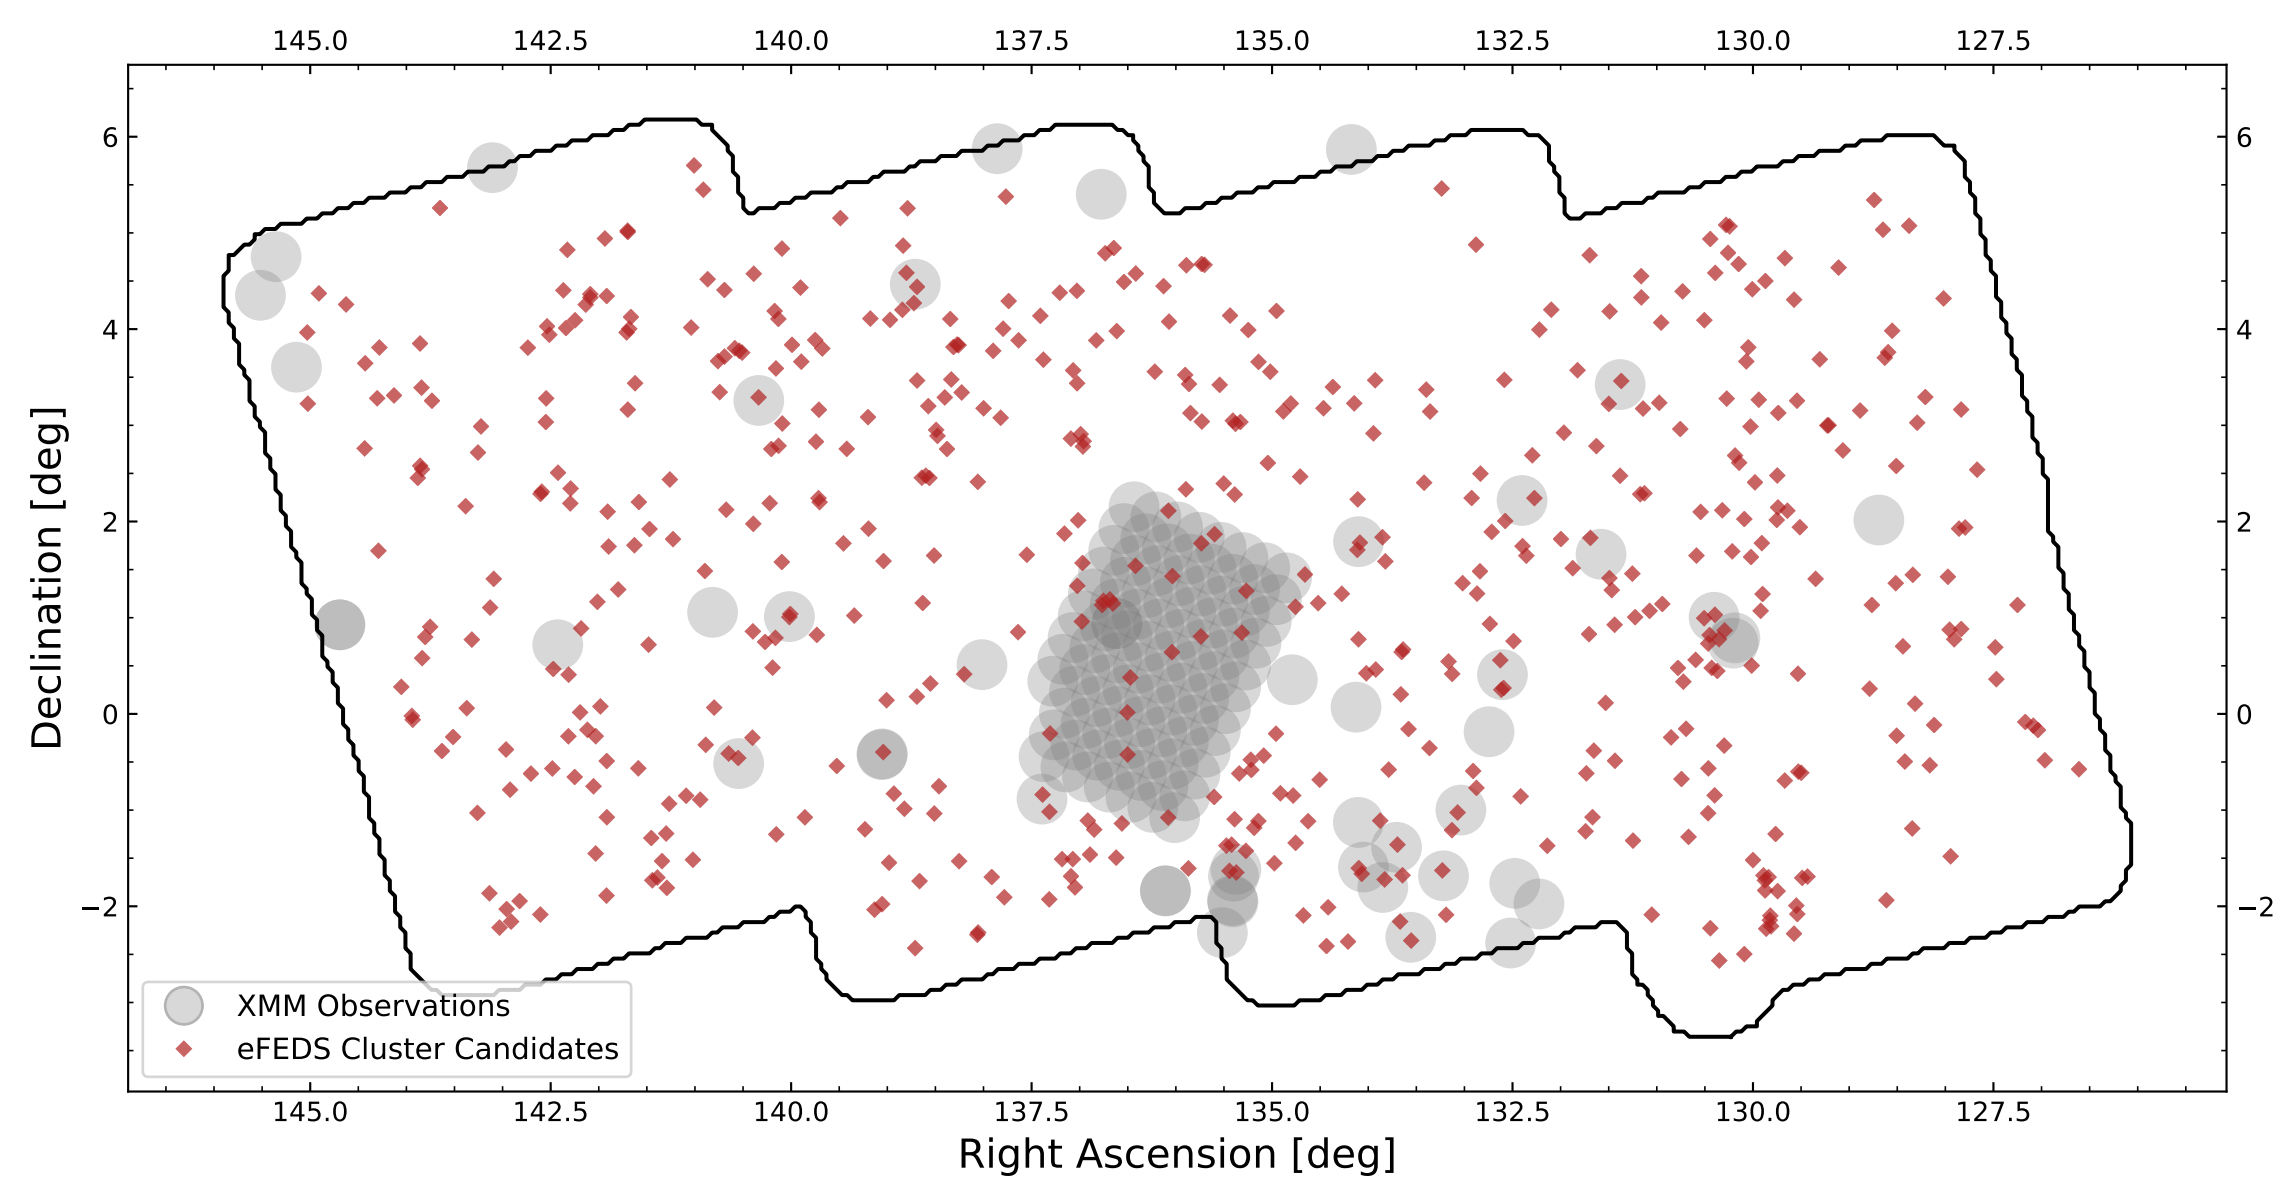 145.0 142.5 140.0 137.5 135.0 132.5 130.0 127.5
6 6
4 4
2 2
0 0
−2 −2
Declination [deg]
XMM Observations
eFEDS Cluster Candidates
145.0 142.5 140.0 137.5 135.0 132.5 130.0 127.5
Right Ascension [deg]